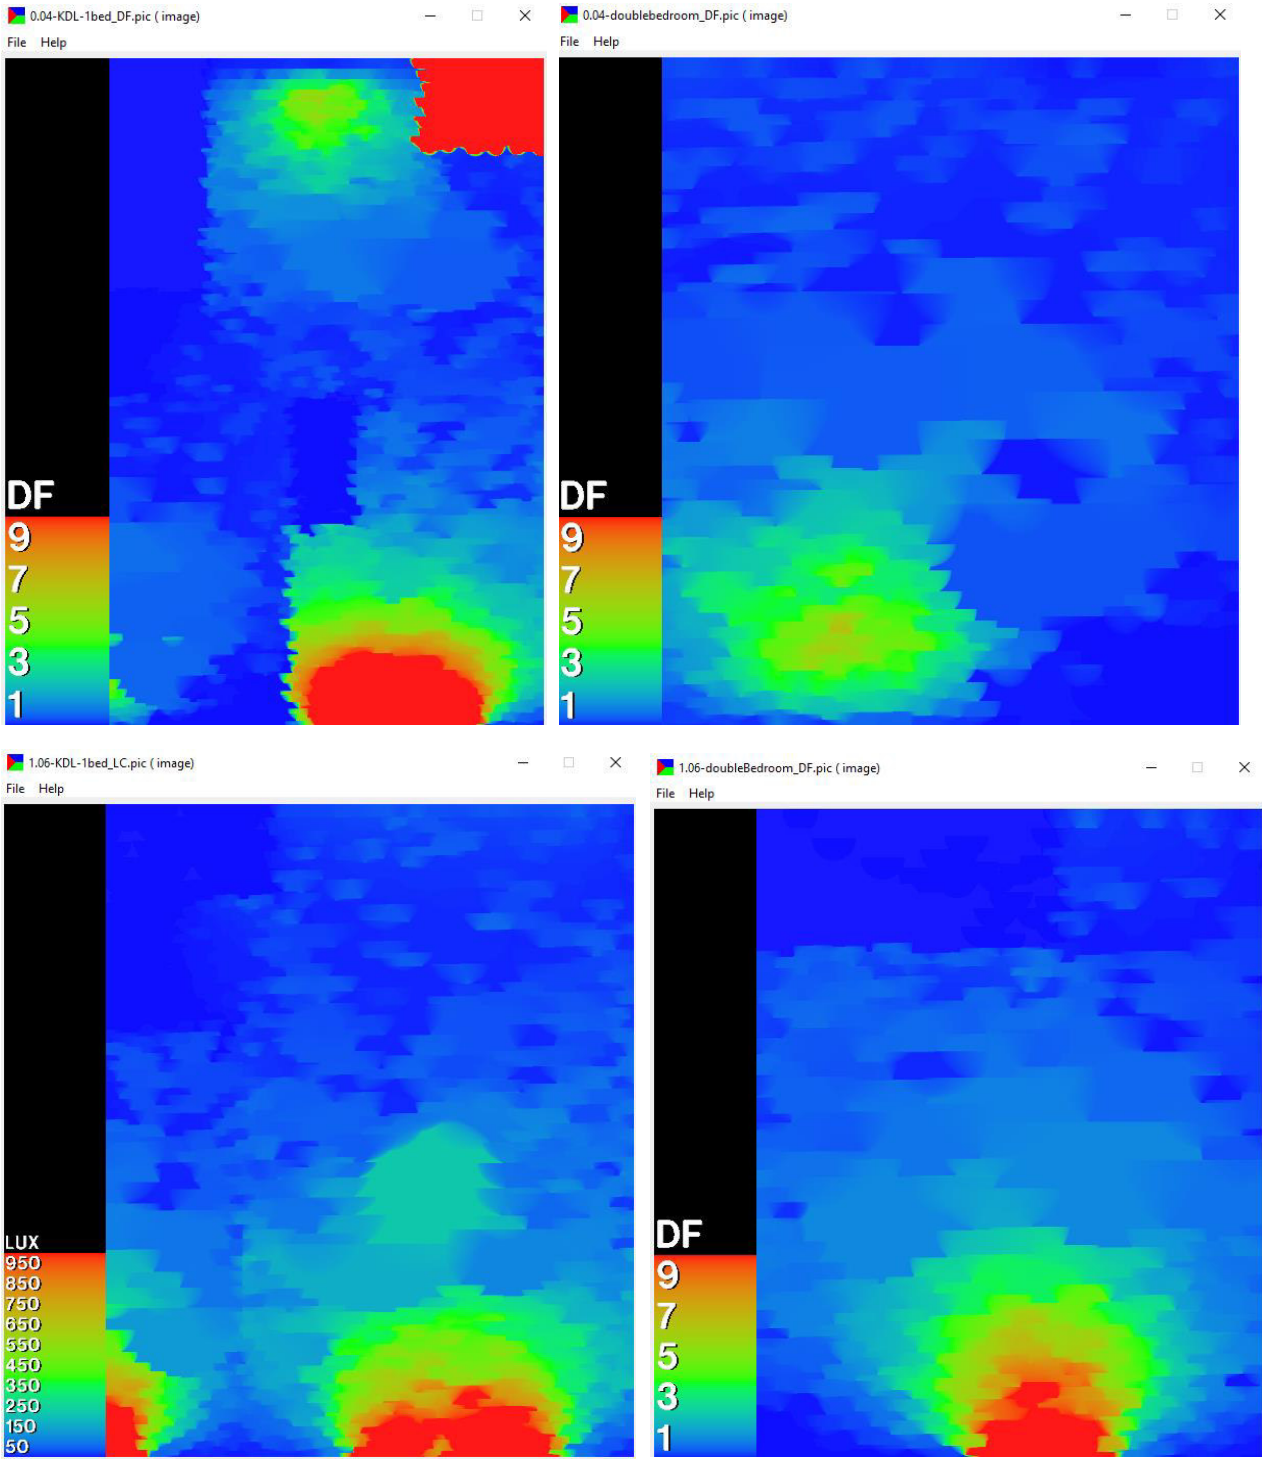 0.04-KDL-1bed_DF.pic ( image)
File Help
DF
9
7
5
3
1
0.04-doublebedroom_DF.pic ( image)
File Help
DF
9
7
5
3
1
1.06-KDL-1bed_LC.pic ( image)
File Help
LUX
950
850
750
650
550
450
350
250
150
50
1.06-doubleBedroom_DF.pic ( image)
File Help
DF
9
7
5
3
1